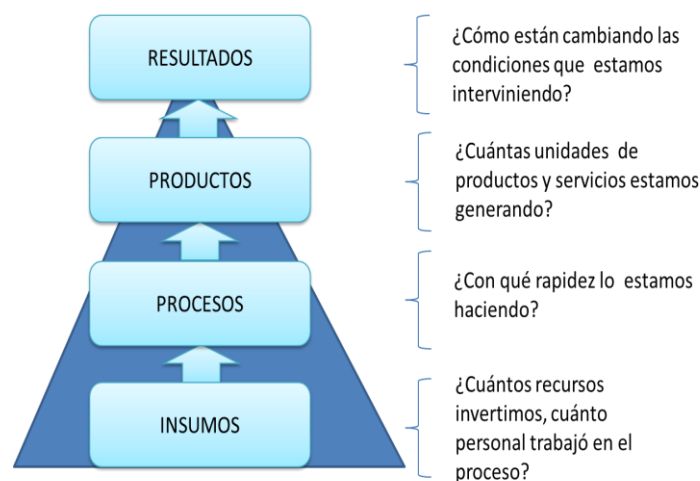 RESULTADOS
¿Cómo están cambiando las
condiciones que estamos
interviniendo?
PRODUCTOS
¿Cuántas unidades de
productos y servicios estamos
generando?
PROCESOS
¿Con qué rapidez lo estamos
haciendo?
INSUMOS
¿Cuántos recursos
invertimos, cuánto
personal trabajó en el
proceso?